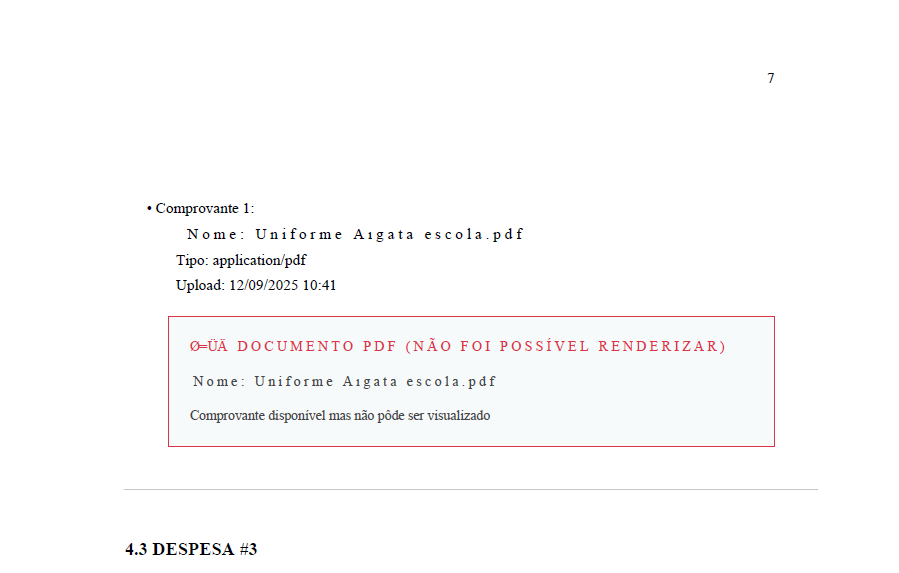 7
• Comprovante 1:
Nome: Uniforme Aıgata escola.pdf
Tipo: application/pdf
Upload: 12/09/2025 10:41
Ø=ÜÄ DOCUMENTO PDF (NÃO FOI POSSÍVEL RENDERIZAR)
Nome: Uniforme Aıgata escola.pdf
Comprovante disponível mas não pôde ser visualizado
4.3 DESPESA #3